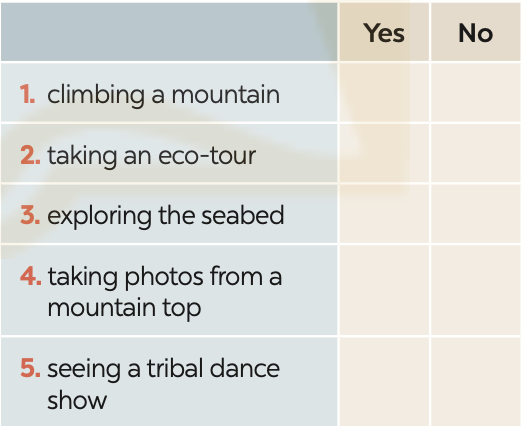 Yes No
1. climbing a mountain
2. taking an eco-tour
3. exploring the seabed
4. taking photos from a
mountain top
5. seeing a tribal dance
show